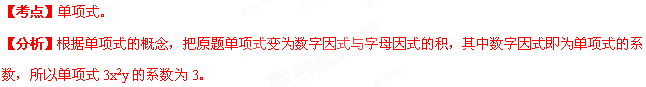 【考点】单项式。
【分析】根据单项式的概念，把原题单项式变为数字因式与字母因式的积，其中数字因式即为单项式的系
数，所以单项式 3x²y 的系数为 3。